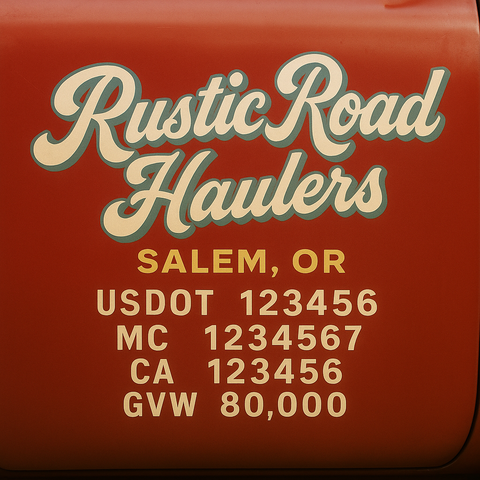 Rustic Road
Haulers
SALEM, OR
USDOT 123456
MC 1234567
CA 123456
GVW 80,000